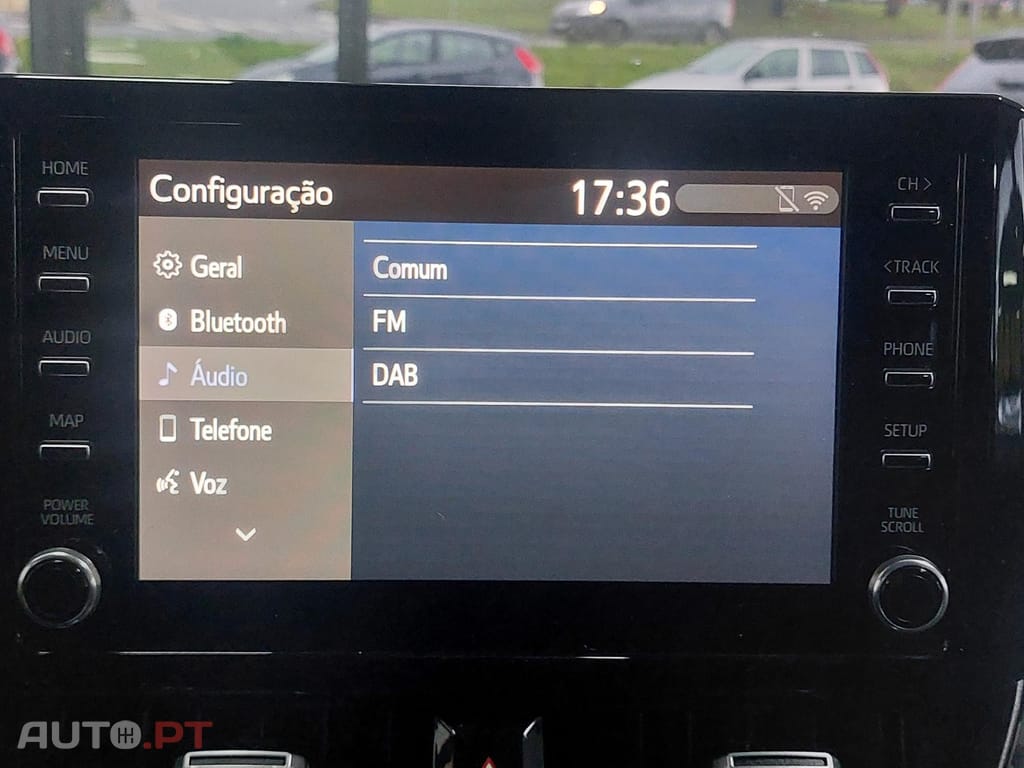 HOME
MENU
AUDIO
MAP
POWER
VOLUME
Configuração
17:36
Geral
Bluetooth
Áudio
Telefone
Voz
Comum
FM
DAB
CH >
<TRACK
PHONE
SETUP
TUNE
SCROLL
AUTO.PT